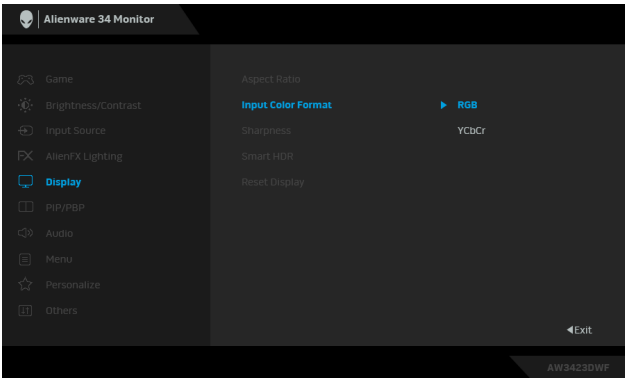 Alienware 34 Monitor
Game
Aspect Ratio
Brightness/Contrast
Input Color Format
RGB
Input Source
Sharpness
YCbCr
AlienFX Lighting
Smart HDR
Display
Reset Display
PIP/PBP
Audio
Menu
Personalize
Others
Exit
AW3423DWF